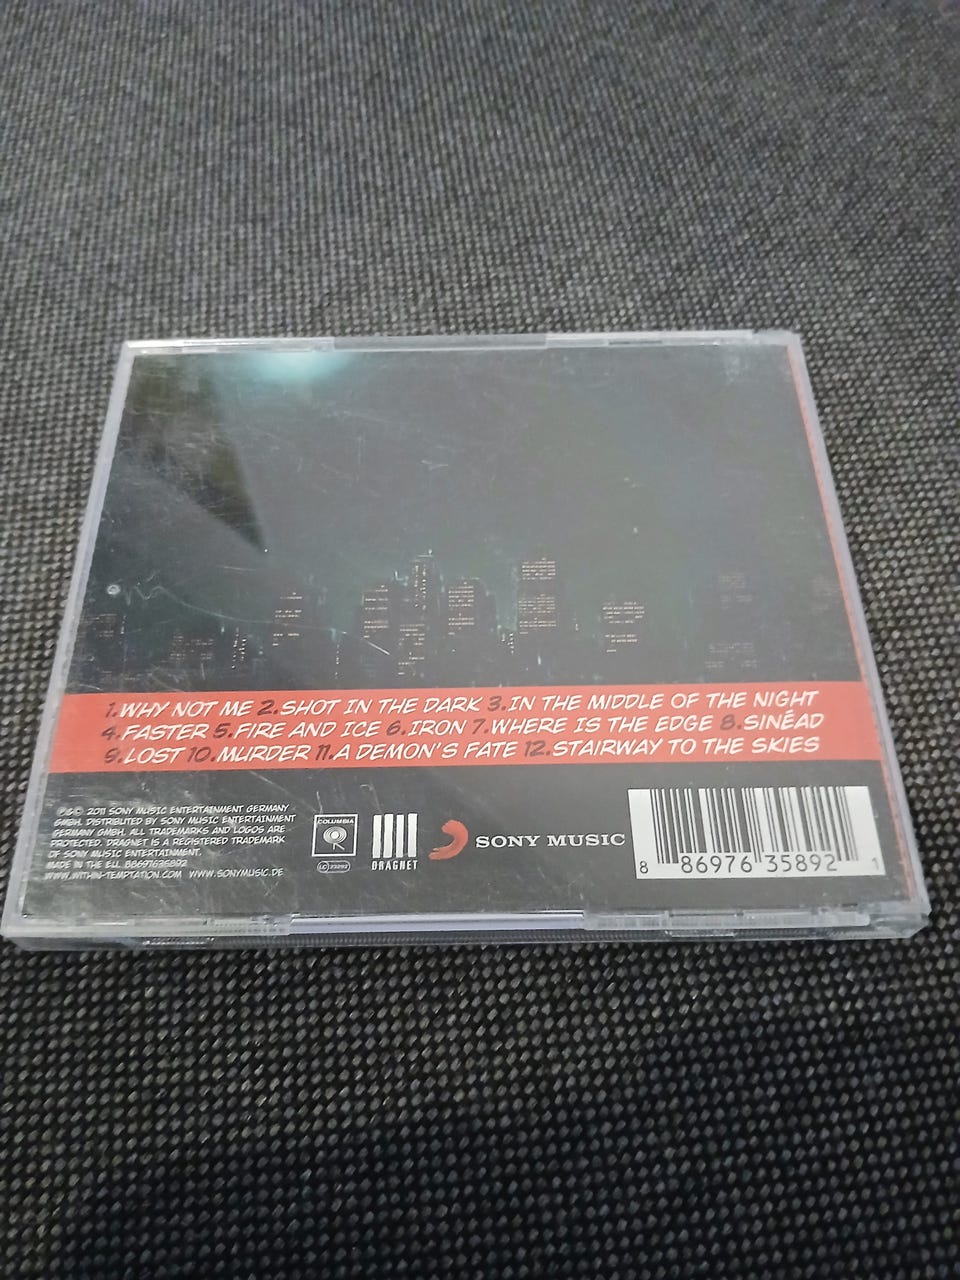 1.WHY NOT ME 2.SHOT IN THE DARK 3.IN THE MIDDLE OF THE NIGHT
4.FASTER 5.FIRE AND ICE 6.IRON 7.WHERE IS THE EDGE 8.SINÉAD
9.LOST 10.MURDER 11.A DEMON'S FATE 12.STAIRWAY TO THE SKIES
℗&© 2011 SONY MUSIC ENTERTAINMENT GERMANY
GMBH. DISTRIBUTED BY SONY MUSIC ENTERTAINMENT
GERMANY GMBH. ALL TRADEMARKS AND LOGOS ARE
PROTECTED. DRAGNET IS A REGISTERED TRADEMARK
OF SONY MUSIC ENTERTAINMENT.
MADE IN THE EU. 88697635892
WWW.WITHIN-TEMPTATION.COM WWW.SONYMUSIC.DE
COLUMBIA
LC
DRAGNET
SONY MUSIC
8 86976 35892 1